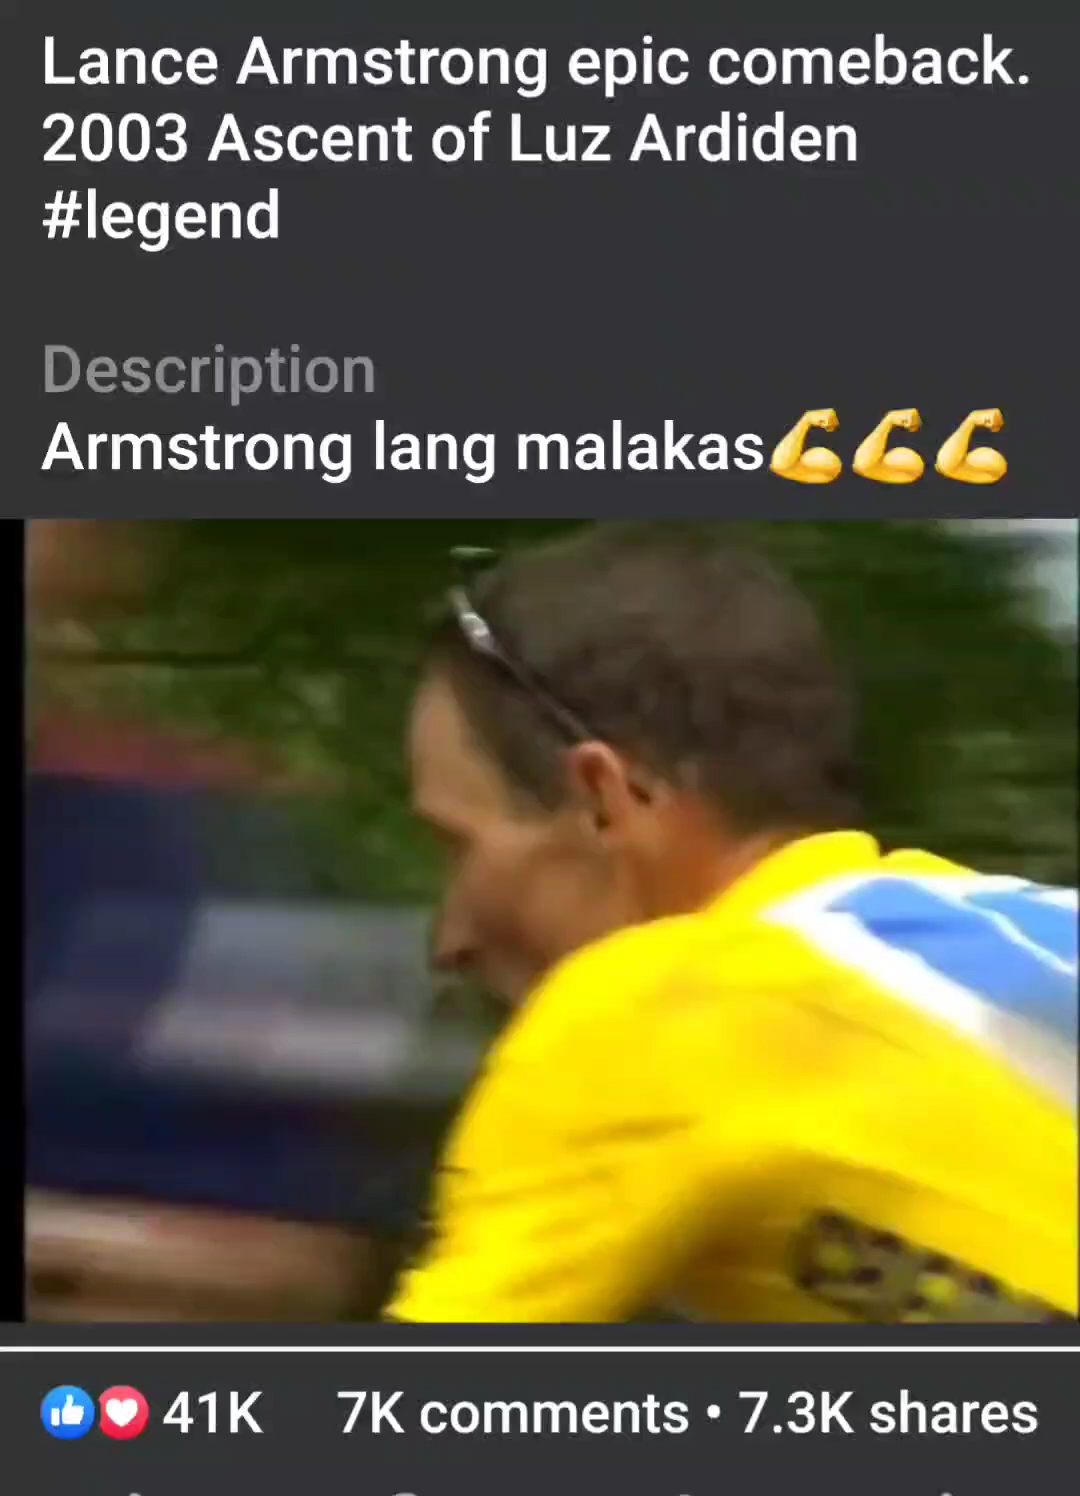 Lance Armstrong epic comeback.
2003 Ascent of Luz Ardiden
#legend
Description
Armstrong lang malakas💪💪💪
41K 7K comments • 7.3K shares